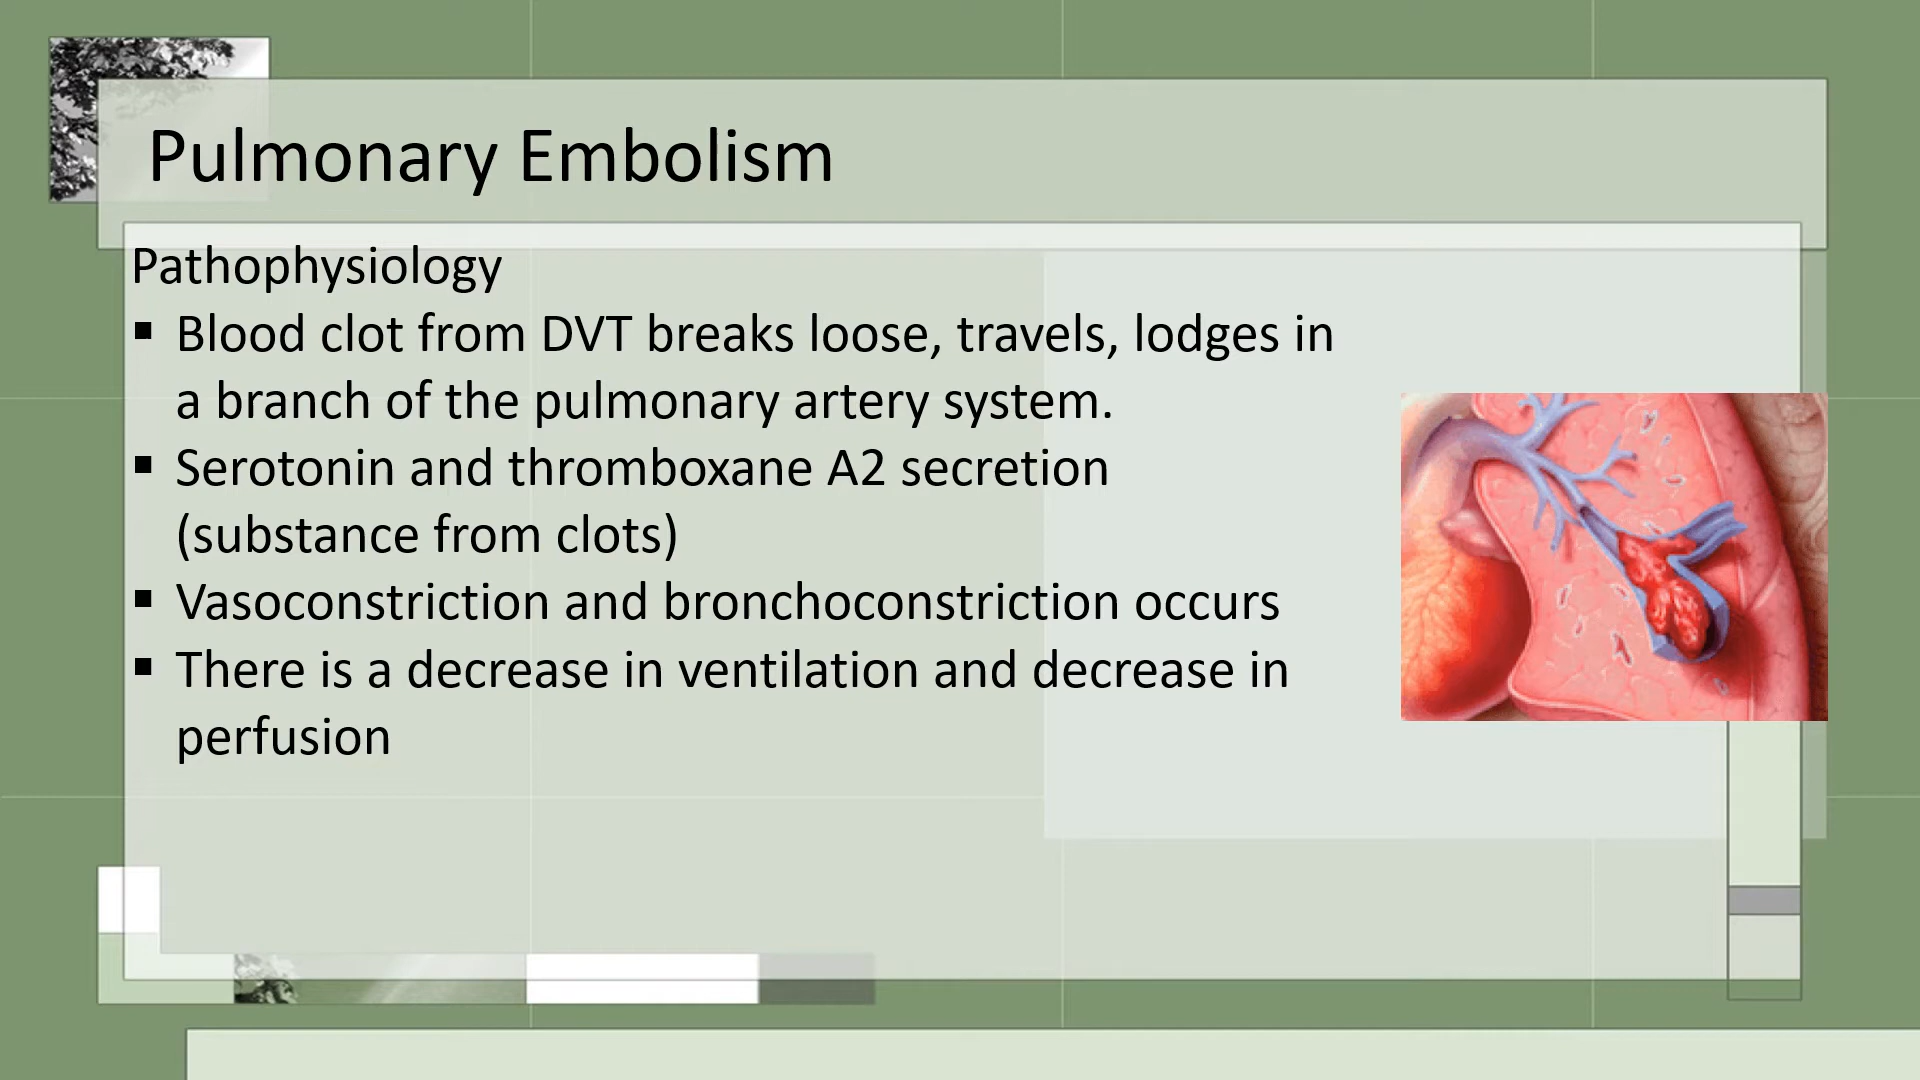 Pulmonary Embolism
Pathophysiology
▪ Blood clot from DVT breaks loose, travels, lodges in
a branch of the pulmonary artery system.
▪ Serotonin and thromboxane A2 secretion
(substance from clots)
▪ Vasoconstriction and bronchoconstriction occurs
▪ There is a decrease in ventilation and decrease in
perfusion